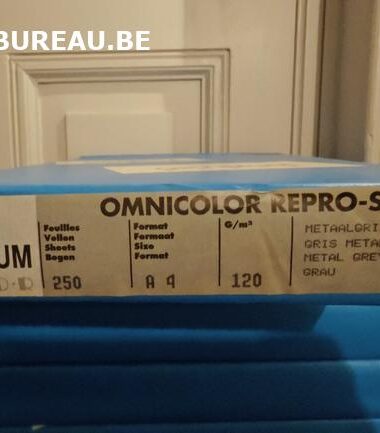 BUREAU.BE
OMNICOLOR REPRO-S
UM
Feuilles
Vellen
Sheets
Bogen
250
Format
Formaat
Size
Format
A 4
G/m²
120
METAALGRI
GRIS META
METAL GREY
GRAU